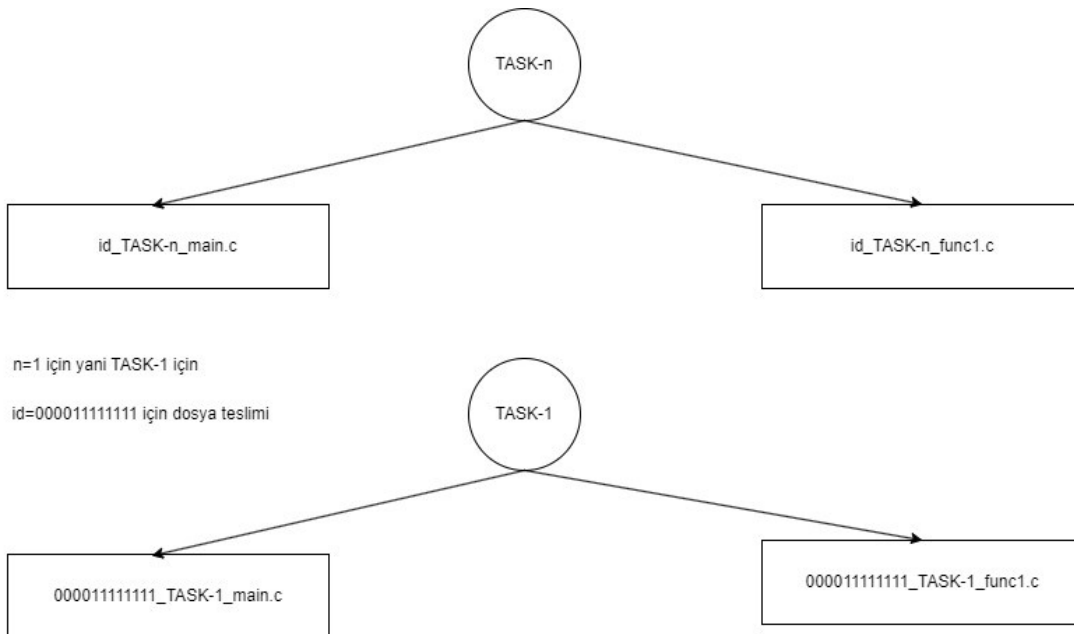 TASK-n
id_TASK-n_main.c
id_TASK-n_func1.c
n=1 için yani TASK-1 için
id=000011111111 için dosya teslimi
TASK-1
000011111111_TASK-1_main.c
000011111111_TASK-1_func1.c